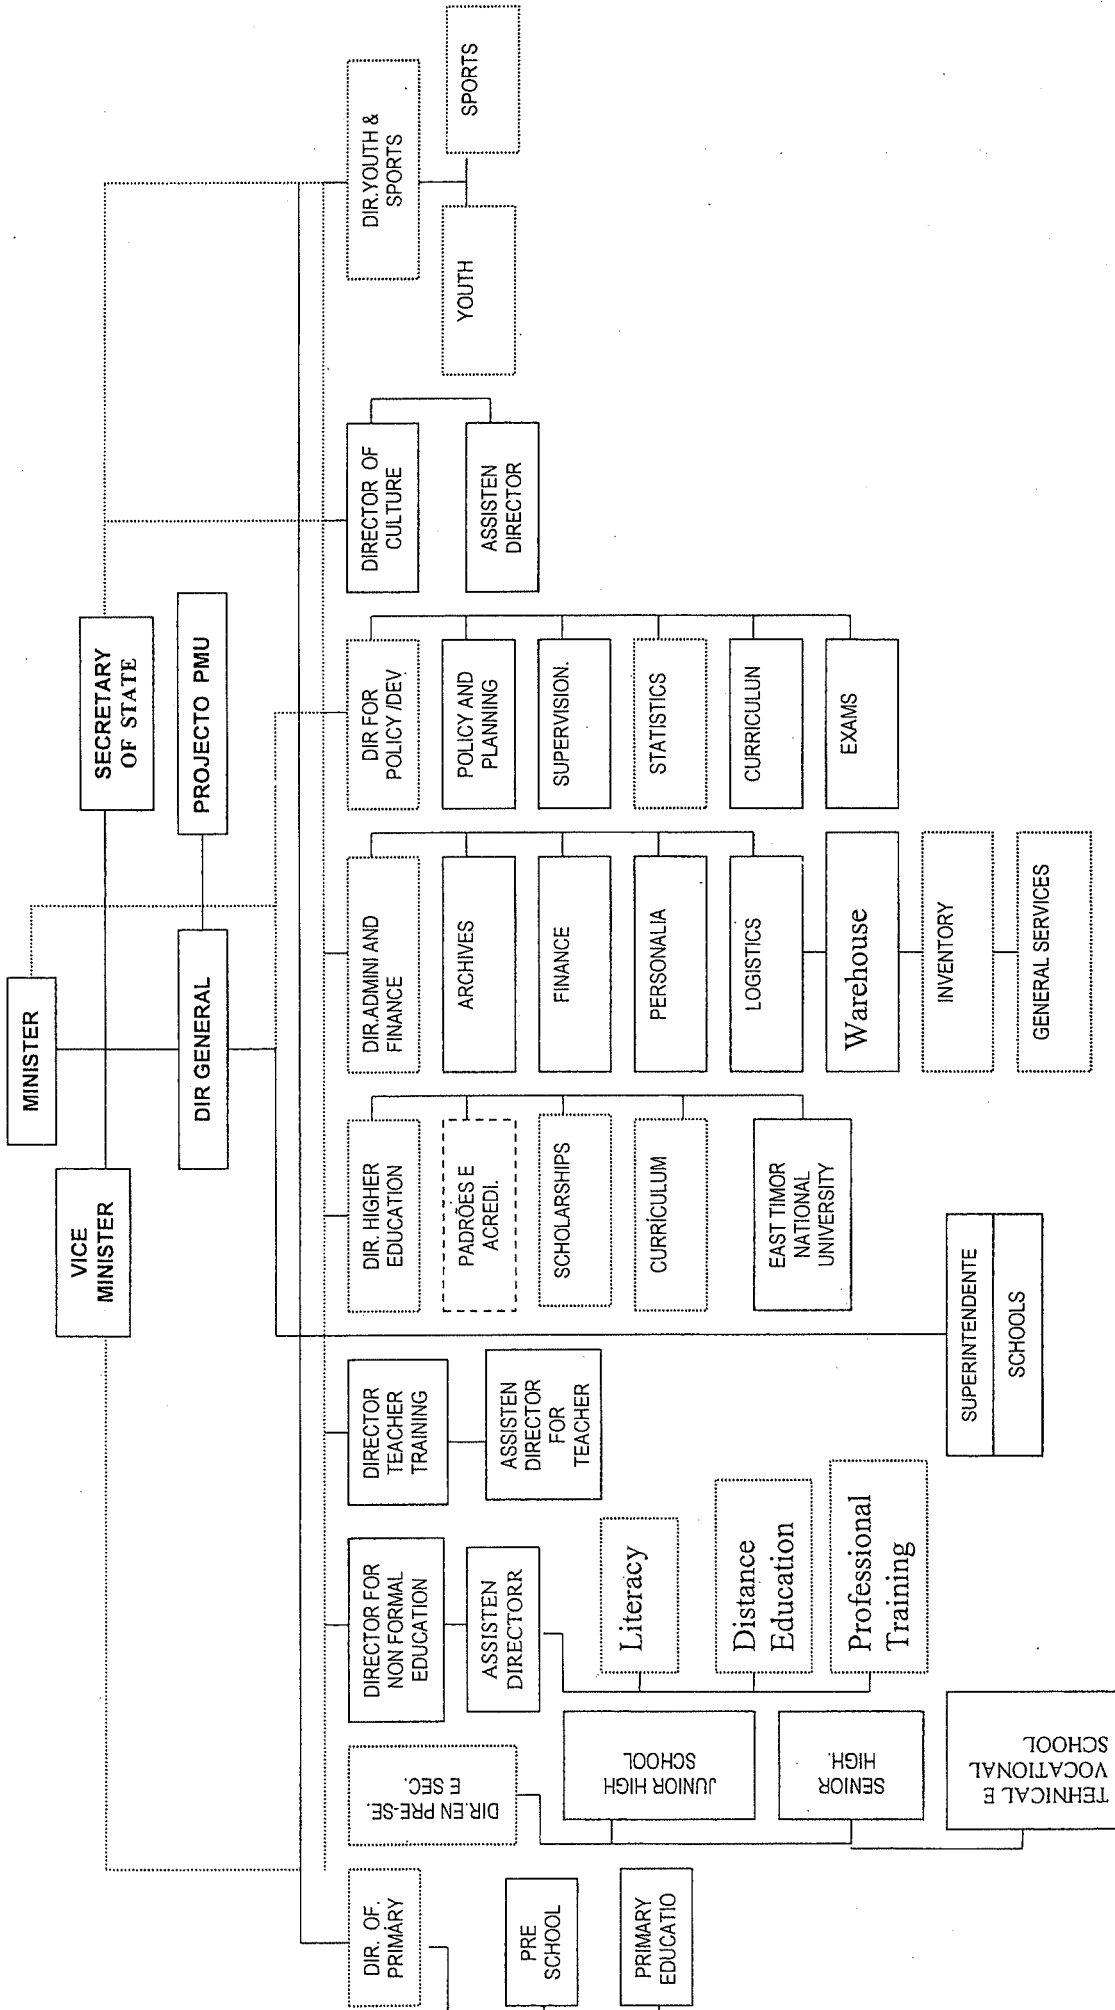 MINISTER
VICE
MINISTER
SECRETARY
OF STATE
DIR GENERAL
PROJECTO PMU
DIR. OF.
PRIMARY
PRE
SCHOOL
PRIMARY
EDUCATIO
DIR.EN PRE-SE.
E SEC.
JUNIOR HIGH
SCHOOL
SENIOR
HIGH.
TEHNICAL E
VOCATIONAL
SCHOOL
DIRECTOR FOR
NON FORMAL
EDUCATION
ASSISTEN
DIRECTORR
Literacy
Distance
Education
Professional
Training
DIRECTOR
TEACHER
TRAINING
ASSISTEN
DIRECTOR
FOR
TEACHER
SUPERINTENDENTE
SCHOOLS
DIR. HIGHER
EDUCATION
PADRÕES E
ACREDI.
SCHOLARSHIPS
CURRÍCULUM
EAST TIMOR
NATIONAL
UNIVERSITY
DIR.ADMINI AND
FINANCE
ARCHIVES
FINANCE
PERSONALIA
LOGISTICS
Warehouse
INVENTORY
GENERAL SERVICES
DIR FOR
POLICY /DEV
POLICY AND
PLANNING
SUPERVISION.
STATISTICS
CURRICULUN
EXAMS
DIRECTOR OF
CULTURE
ASSISTEN
DIRECTOR
DIR.YOUTH &
SPORTS
YOUTH
SPORTS